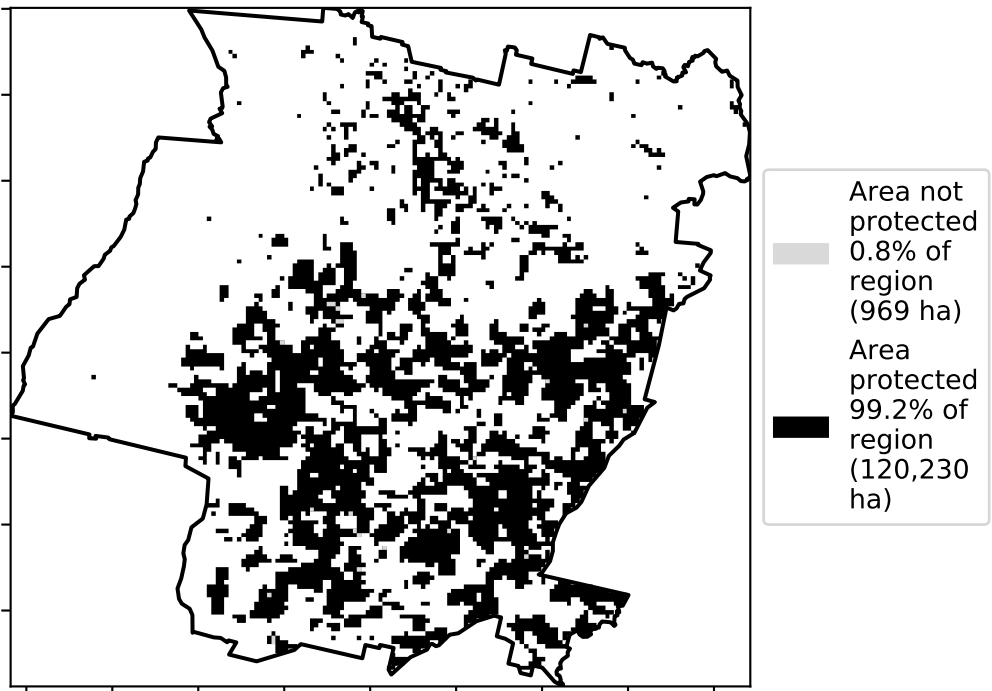 Area not
protected
0.8% of
region
(969 ha)
Area
protected
99.2% of
region
(120,230
ha)